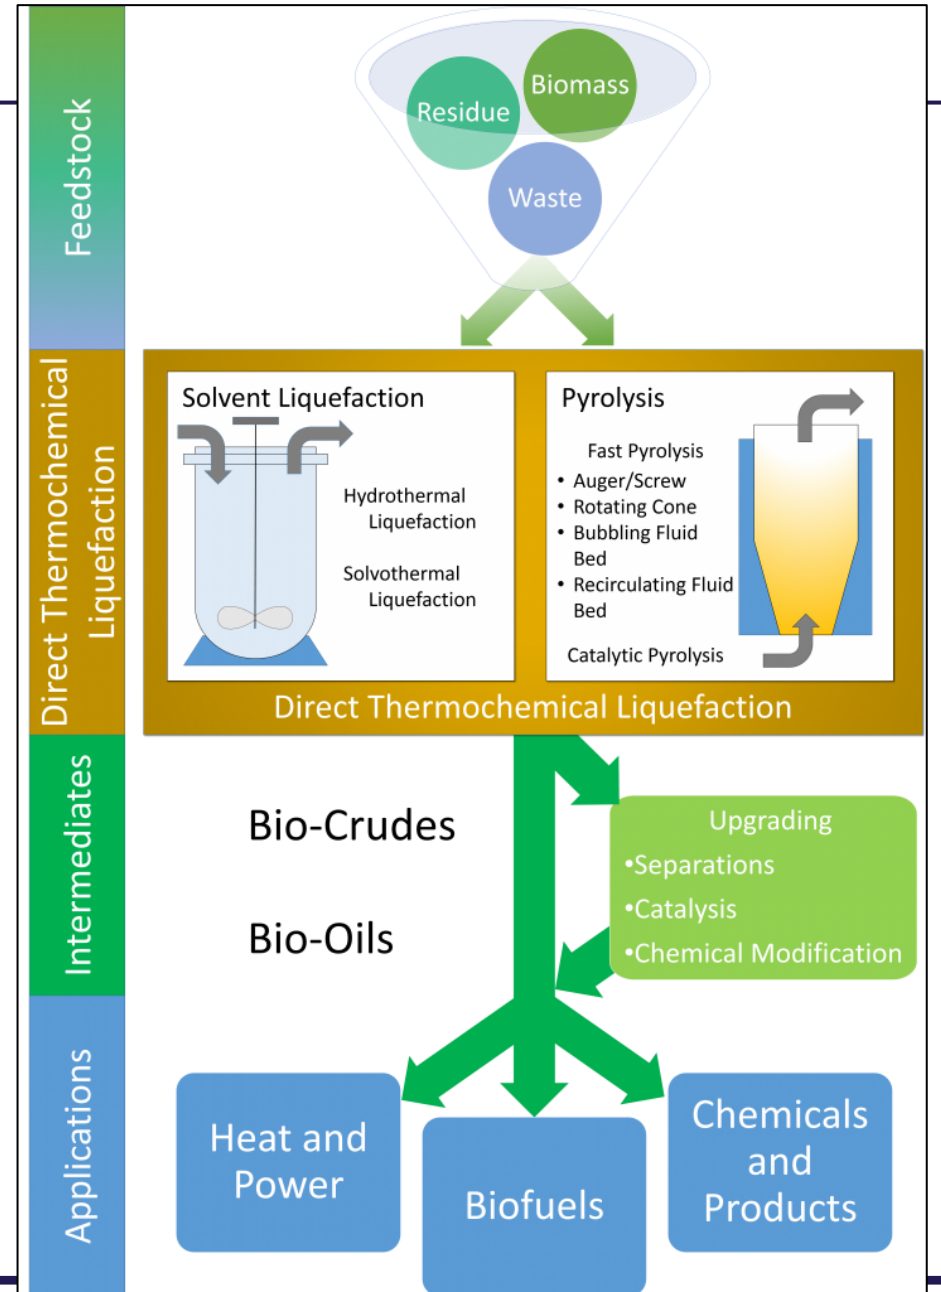 Feedstock
Residue
Biomass
Waste
Direct Thermochemical
Liquefaction
Solvent Liquefaction
Hydrothermal
Liquefaction
Solvothermal
Liquefaction
Pyrolysis
Fast Pyrolysis
• Auger/Screw
• Rotating Cone
• Bubbling Fluid
Bed
• Recirculating Fluid
Bed
Catalytic Pyrolysis
Direct Thermochemical Liquefaction
Intermediates
Bio-Crudes
Bio-Oils
Upgrading
•Separations
•Catalysis
•Chemical Modification
Applications
Heat and
Power
Biofuels
Chemicals
and
Products